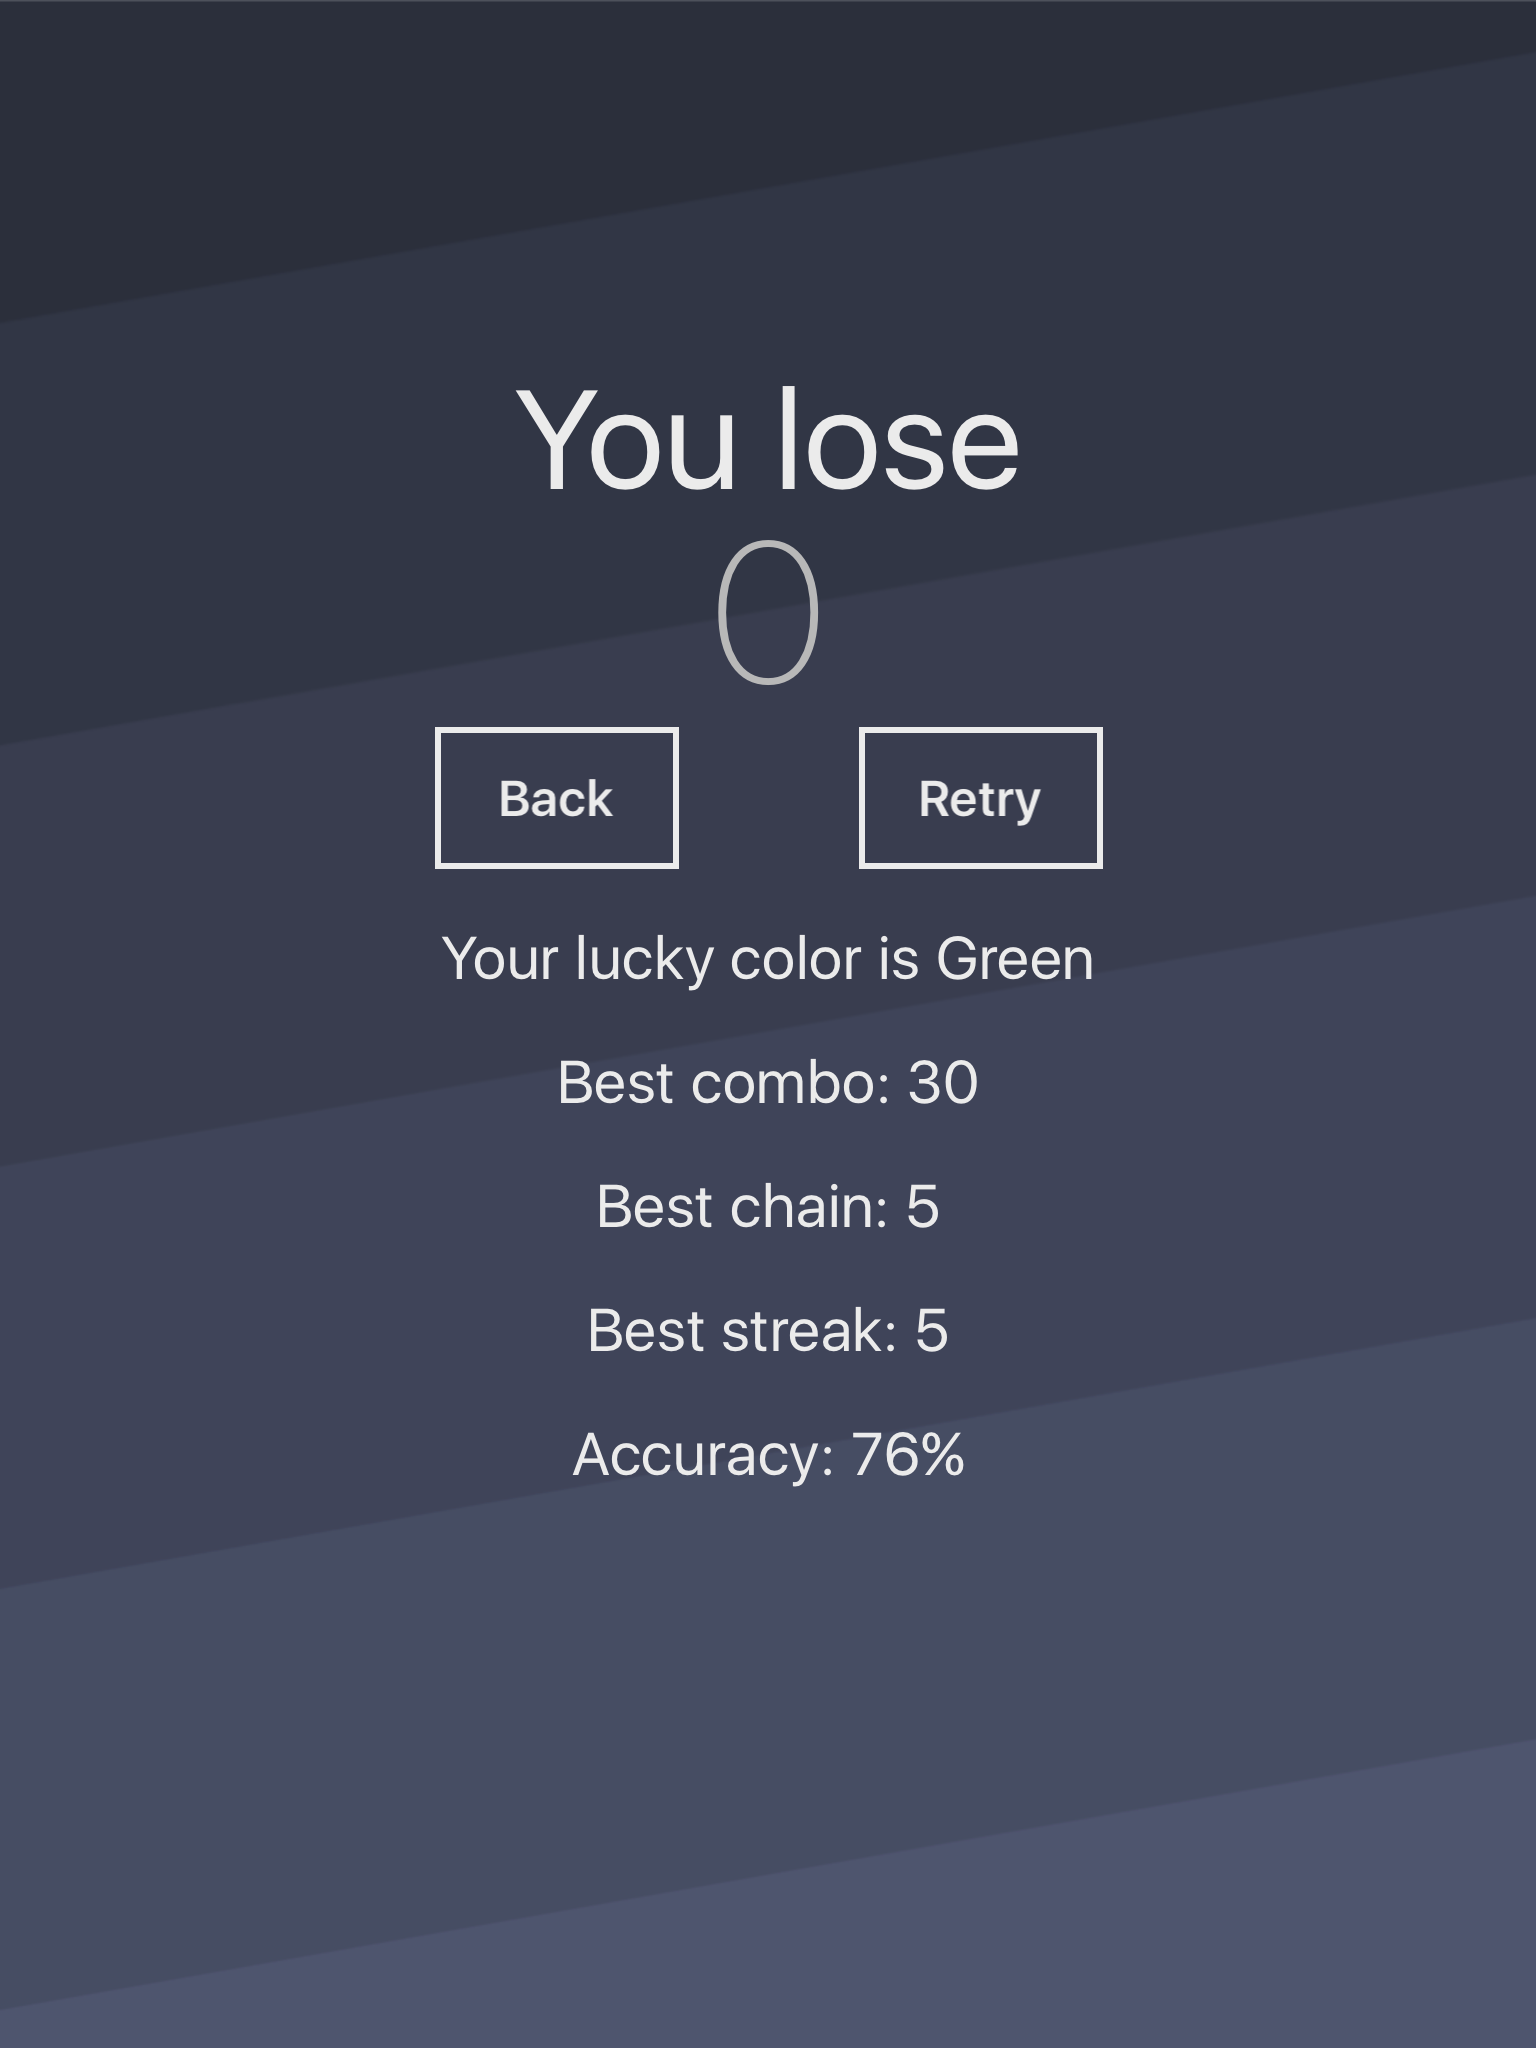 You lose
0
Back
Retry
Your lucky color is Green
Best combo: 30
Best chain: 5
Best streak: 5
Accuracy: 76%